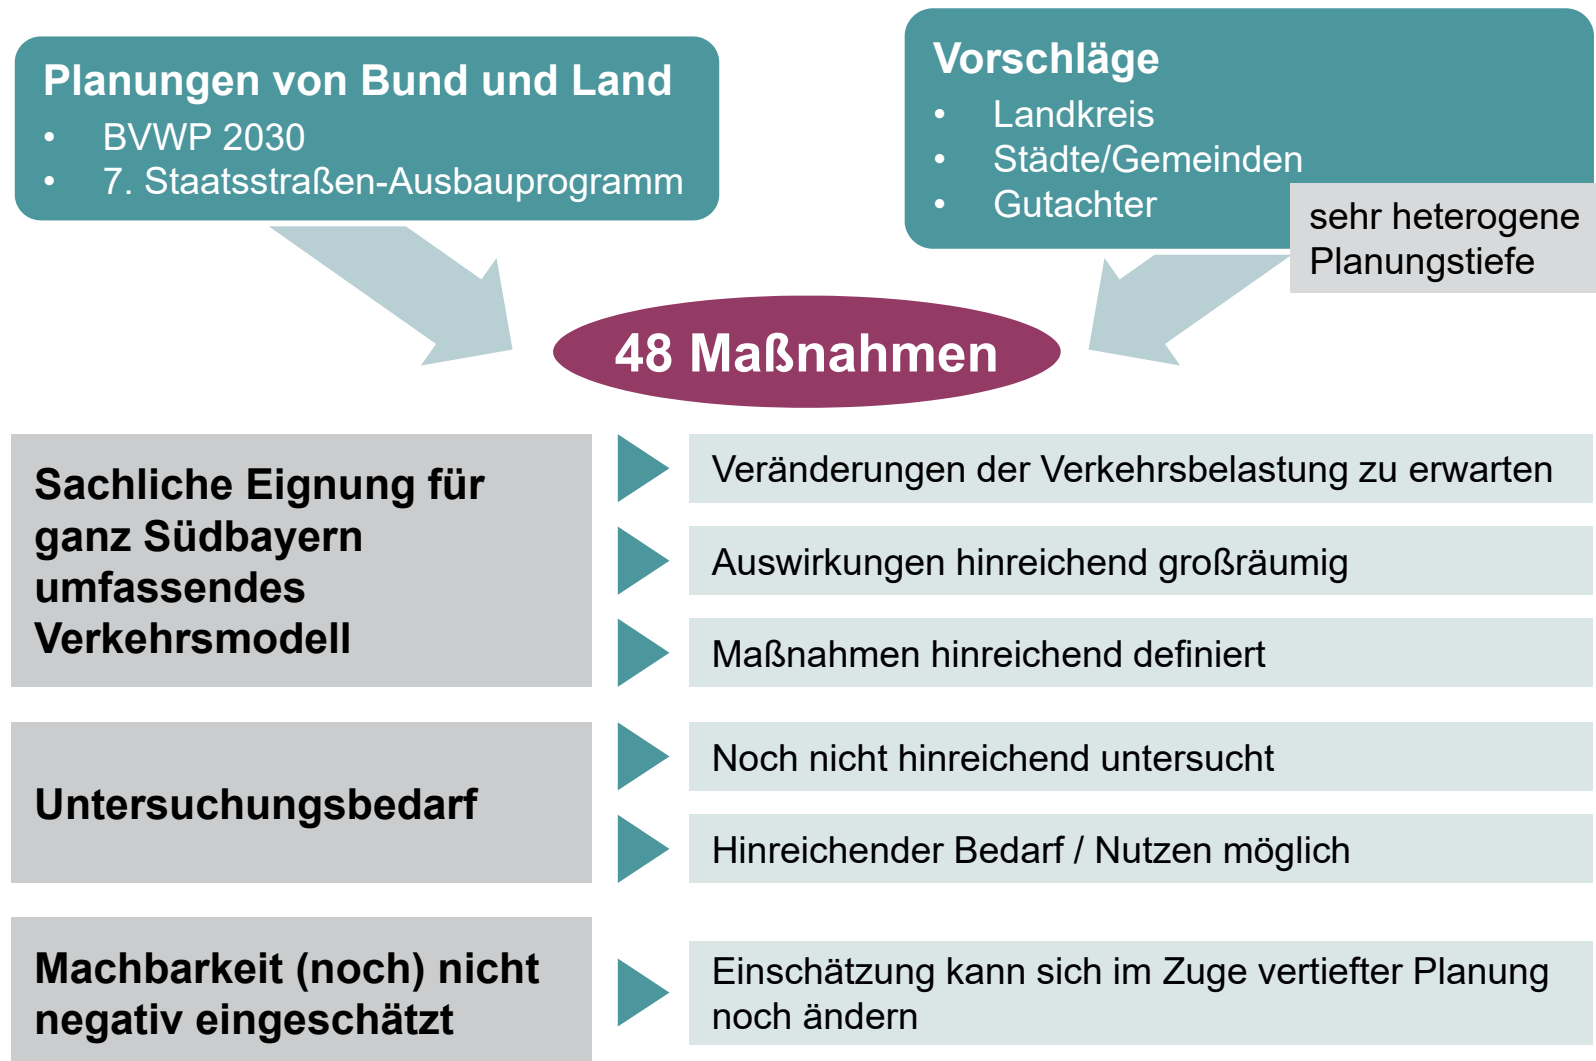 Planungen von Bund und Land
• BVWP 2030
• 7. Staatsstraßen-Ausbauprogramm
Vorschläge
• Landkreis
• Städte/Gemeinden
• Gutachter
sehr heterogene
Planungstiefe
48 Maßnahmen
Sachliche Eignung für
ganz Südbayern
umfassendes
Verkehrsmodell
Veränderungen der Verkehrsbelastung zu erwarten
Auswirkungen hinreichend großräumig
Maßnahmen hinreichend definiert
Untersuchungsbedarf
Noch nicht hinreichend untersucht
Hinreichender Bedarf / Nutzen möglich
Machbarkeit (noch) nicht
negativ eingeschätzt
Einschätzung kann sich im Zuge vertiefter Planung
noch ändern